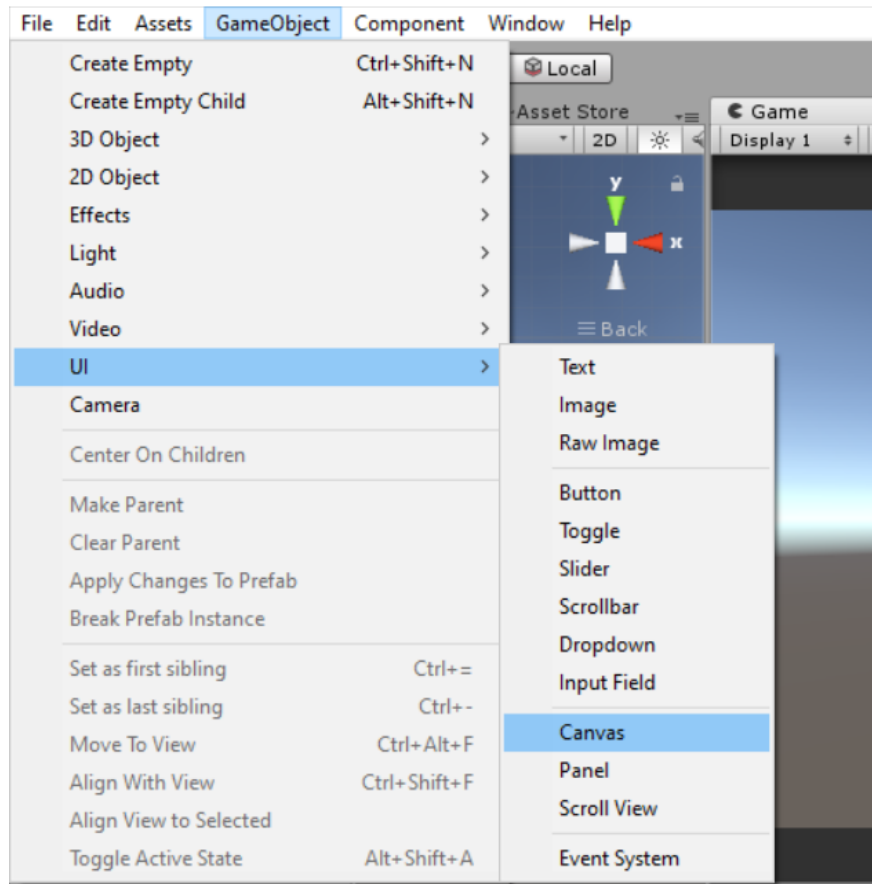 File Edit Assets GameObject Component Window Help
Create Empty Ctrl+Shift+N
Create Empty Child Alt+Shift+N
3D Object
2D Object
Effects
Light
Audio
Video
UI
Camera
Center On Children
Make Parent
Clear Parent
Apply Changes To Prefab
Break Prefab Instance
Set as first sibling Ctrl+=
Set as last sibling Ctrl+-
Move To View Ctrl+Alt+F
Align With View Ctrl+Shift+F
Align View to Selected
Toggle Active State Alt+Shift+A
Text
Image
Raw Image
Button
Toggle
Slider
Scrollbar
Dropdown
Input Field
Canvas
Panel
Scroll View
Event System
Local
Asset Store
2D
y
x
Back
Game
Display 1